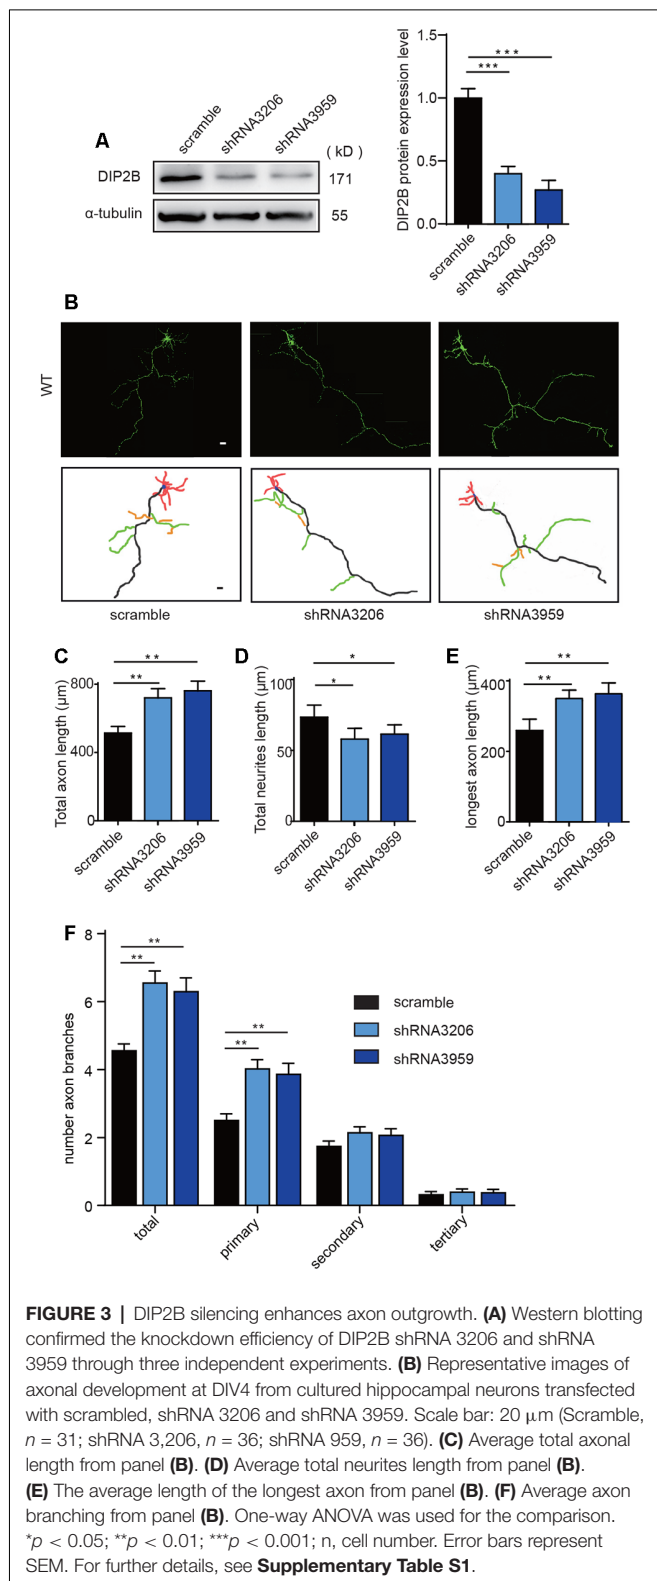 A
scramble
shRNA3206
shRNA3959
( kD )
DIP2B
171
α-tubulin
55
DIP2B protein expression level
1.5
1.0
0.5
0.0
***
***
scramble
shRNA3206
shRNA3959
B
WT
scramble
shRNA3206
shRNA3959
C
Total axon length (μm)
800
400
0
**
**
scramble
shRNA3206
shRNA3959
D
Total neurites length (μm)
100
50
0
*
*
scramble
shRNA3206
shRNA3959
E
longest axon length (μm)
400
200
0
**
**
scramble
shRNA3206
shRNA3959
F
number axon branches
8
6
4
2
0
**
**
**
**
scramble
shRNA3206
shRNA3959
total
primary
secondary
tertiary
FIGURE 3 | DIP2B silencing enhances axon outgrowth. (A) Western blotting
confirmed the knockdown efficiency of DIP2B shRNA 3206 and shRNA
3959 through three independent experiments. (B) Representative images of
axonal development at DIV4 from cultured hippocampal neurons transfected
with scrambled, shRNA 3206 and shRNA 3959. Scale bar: 20 μm (Scramble,
n = 31; shRNA 3,206, n = 36; shRNA 959, n = 36). (C) Average total axonal
length from panel (B). (D) Average total neurites length from panel (B).
(E) The average length of the longest axon from panel (B). (F) Average axon
branching from panel (B). One-way ANOVA was used for the comparison.
*p < 0.05; **p < 0.01; ***p < 0.001; n, cell number. Error bars represent
SEM. For further details, see Supplementary Table S1.